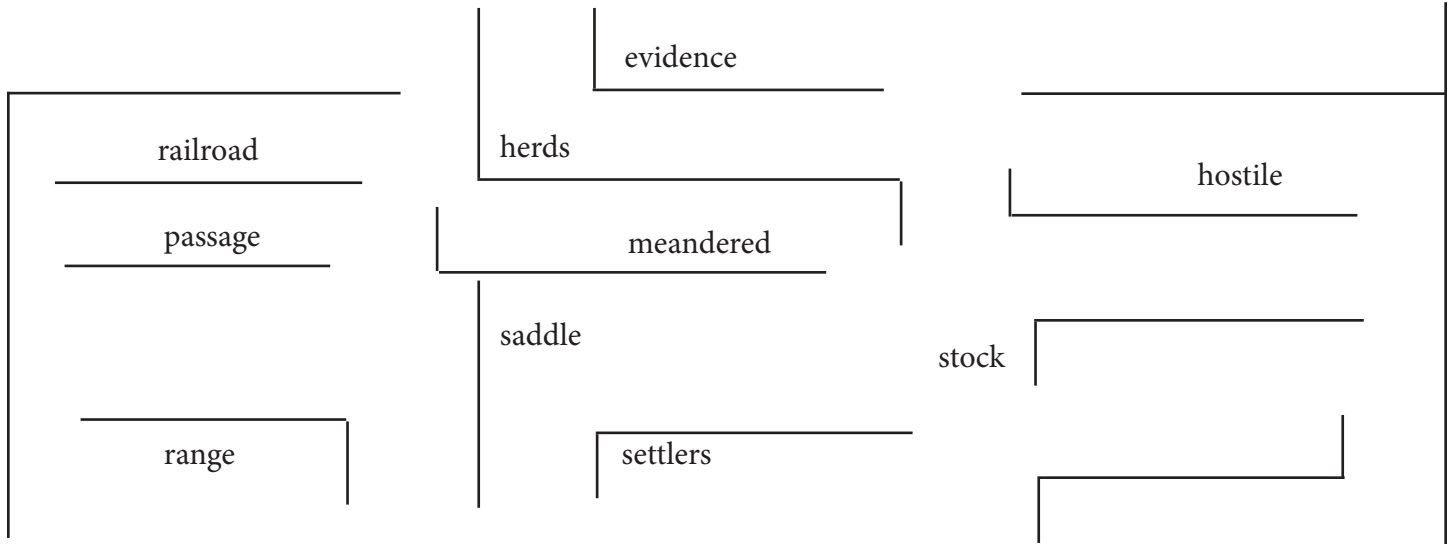 evidence
railroad
herds
hostile
passage
meandered
saddle
stock
range
settlers